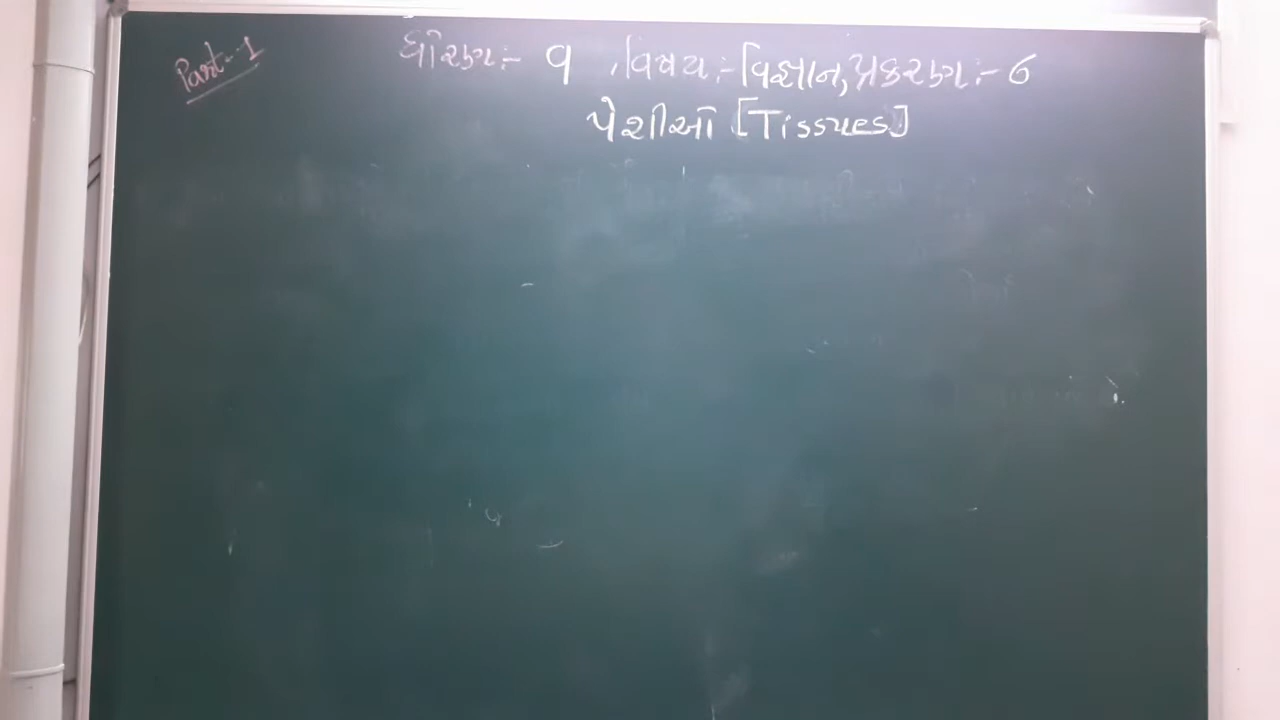 Part-1
ધોરણ:- 9 , વિષય:- વિજ્ઞાન, પ્રકરણ:- 6
પેશીઓ [Tissues]